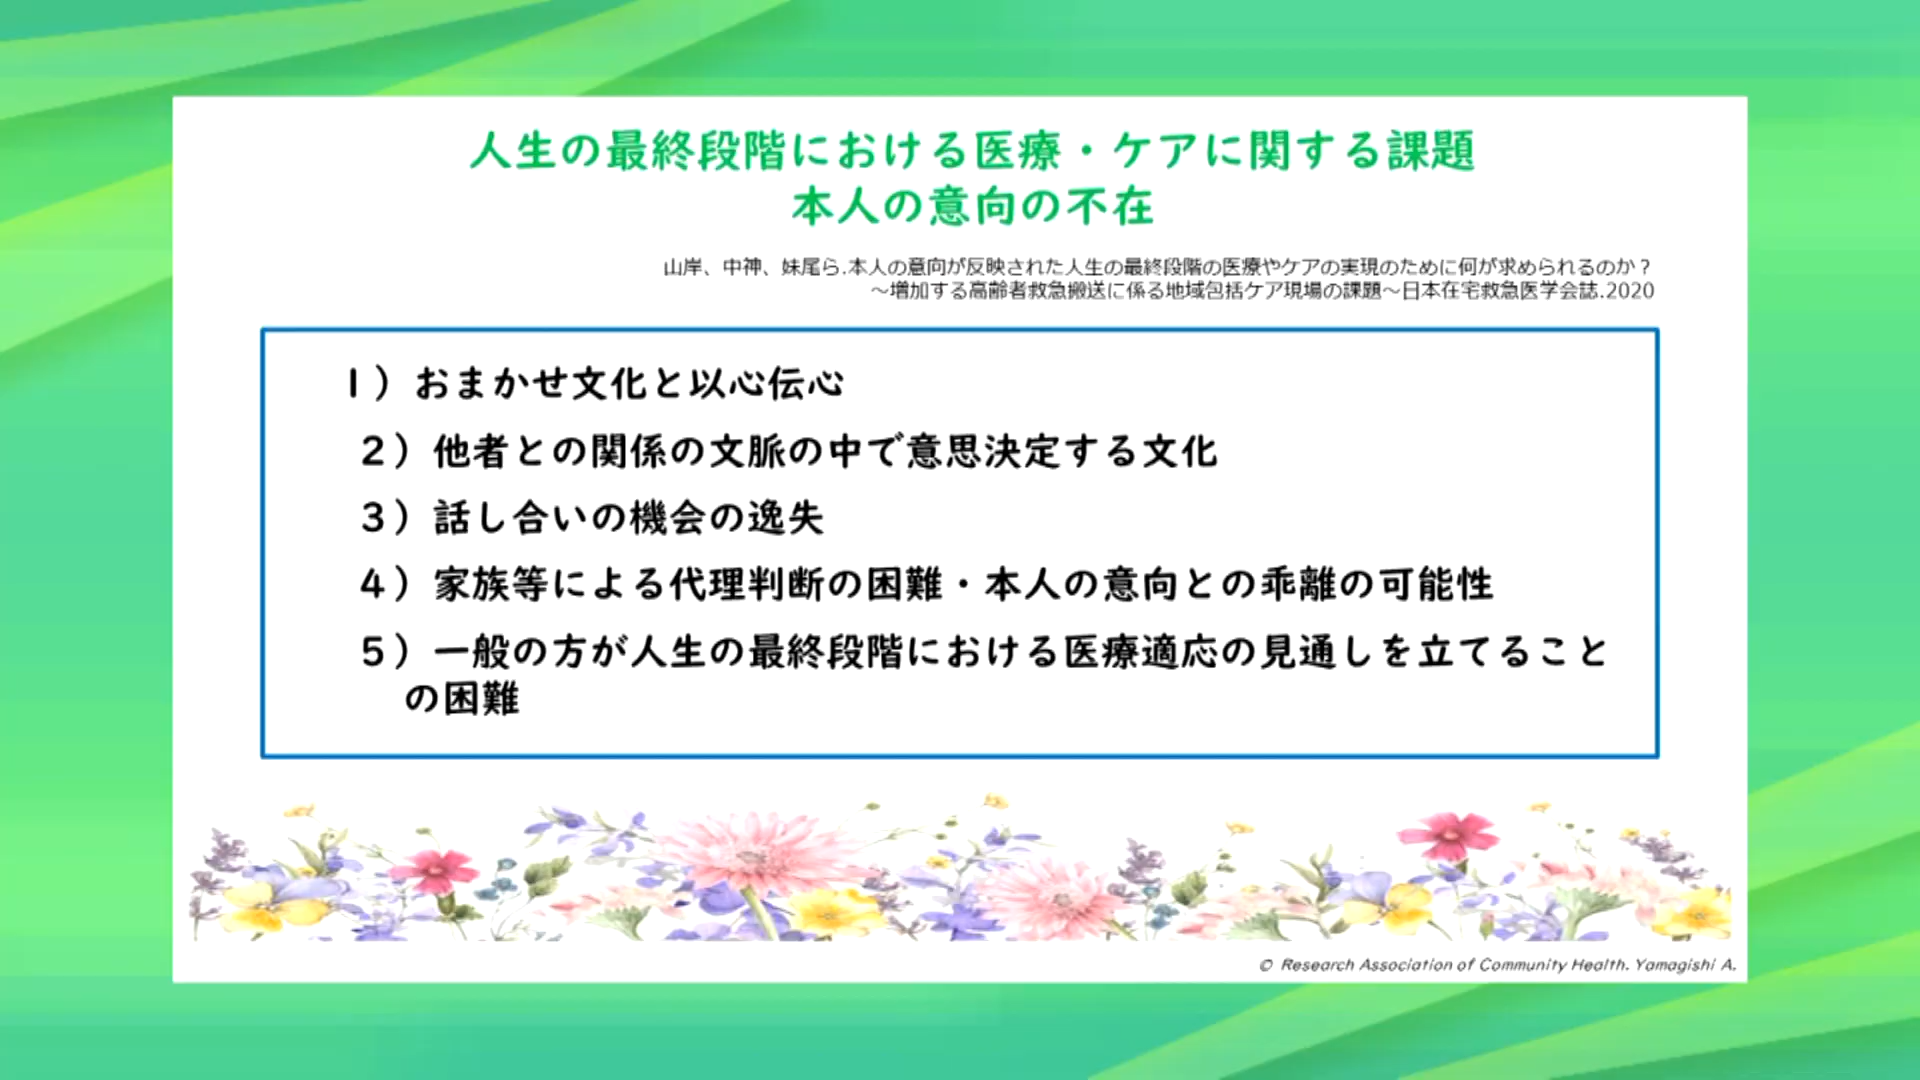 人生の最終段階における医療・ケアに関する課題
本人の意向の不在
山岸、中神、妹尾ら.本人の意向が反映された人生の最終段階の医療やケアの実現のために何が求められるのか？
～増加する高齢者救急搬送に係る地域包括ケア現場の課題～日本在宅救急医学会誌.2020
１）おまかせ文化と以心伝心
２）他者との関係の文脈の中で意思決定する文化
３）話し合いの機会の逸失
４）家族等による代理判断の困難・本人の意向との乖離の可能性
５）一般の方が人生の最終段階における医療適応の見通しを立てること
の困難
© Research Association of Community Health. Yamagishi A.